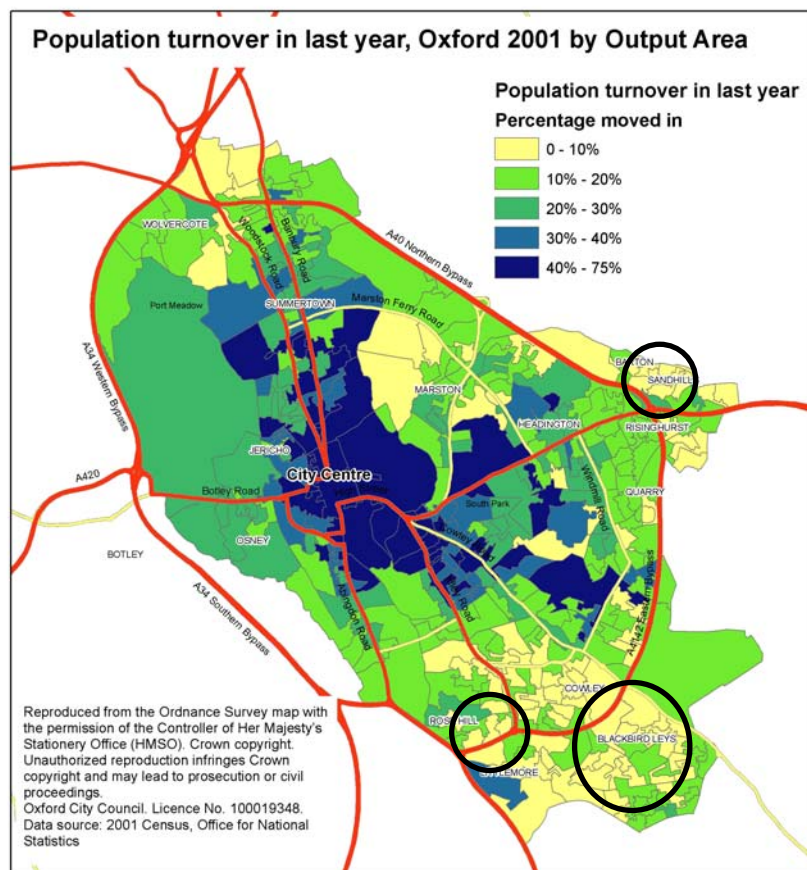 Population turnover in last year, Oxford 2001 by Output Area
Population turnover in last year
Percentage moved in
0 - 10%
10% - 20%
20% - 30%
30% - 40%
40% - 75%
WOLVERCOTE
Woodstock Road
Banbury Road
A40 Northern Bypass
Port Meadow
SUMMERTOWN
Marston Ferry Road
A34 Western Bypass
BARTON
SANDHILL
MARSTON
HEADINGTON
RISINGHURST
JERICHO
City Centre
A420
Botley Road
South Park
Windmill Road
QUARRY
OSNEY
BOTLEY
Cowley Road
Abingdon Road
Road
A4142 Eastern Bypass
A34 Southern Bypass
COWLEY
ROSE HILL
BLACKBIRD LEYS
LITTLEMORE
Reproduced from the Ordnance Survey map with
the permission of the Controller of Her Majesty's
Stationery Office (HMSO). Crown copyright.
Unauthorized reproduction infringes Crown
copyright and may lead to prosecution or civil
proceedings.
Oxford City Council. Licence No. 100019348.
Data source: 2001 Census, Office for National
Statistics